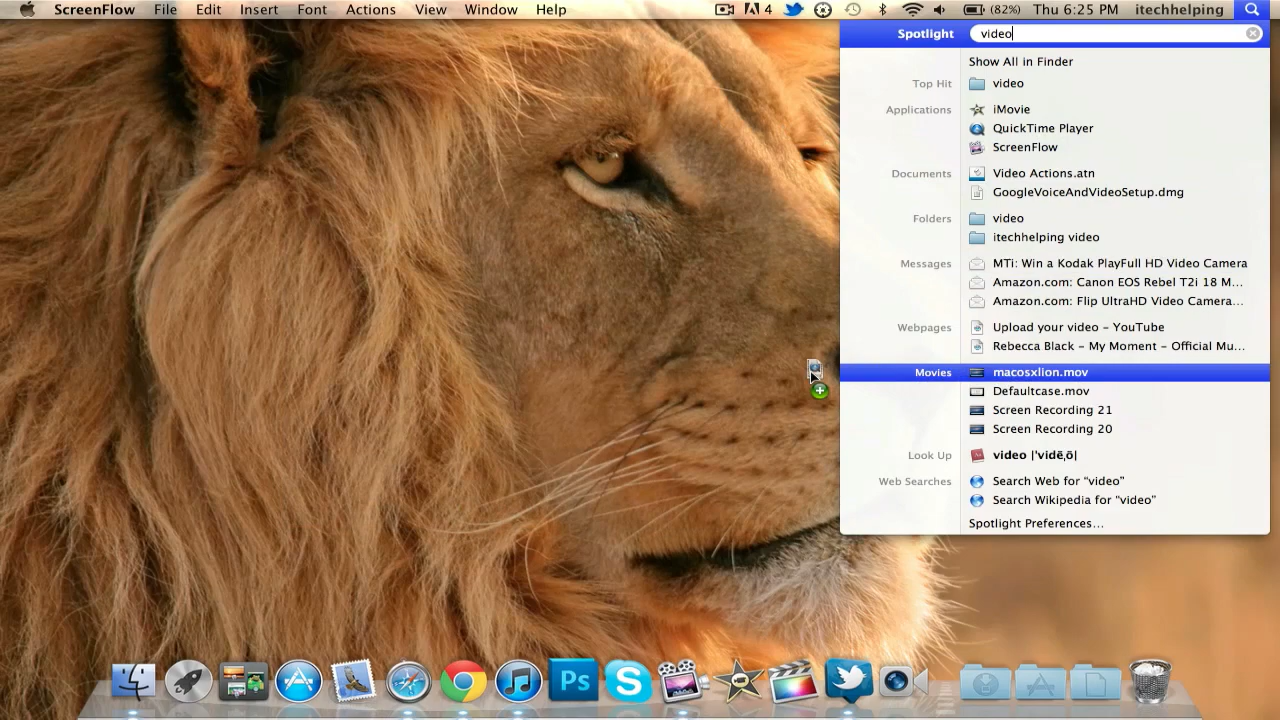 ScreenFlow File Edit Insert Font Actions View Window Help 4 (82%) Thu 6:25 PM itechhelping
Spotlight video
Show All in Finder
Top Hit video
Applications iMovie
QuickTime Player
ScreenFlow
Documents Video Actions.atn
GoogleVoiceAndVideoSetup.dmg
Folders video
itechhelping video
Messages MTi: Win a Kodak PlayFull HD Video Camera
Amazon.com: Canon EOS Rebel T2i 18 M...
Amazon.com: Flip UltraHD Video Camera...
Webpages Upload your video – YouTube
Rebecca Black – My Moment – Official Mu...
Movies macosxlion.mov
Defaultcase.mov
Screen Recording 21
Screen Recording 20
Look Up video |ˈvidēˌō|
Web Searches Search Web for “video”
Search Wikipedia for “video”
Spotlight Preferences...
Ps